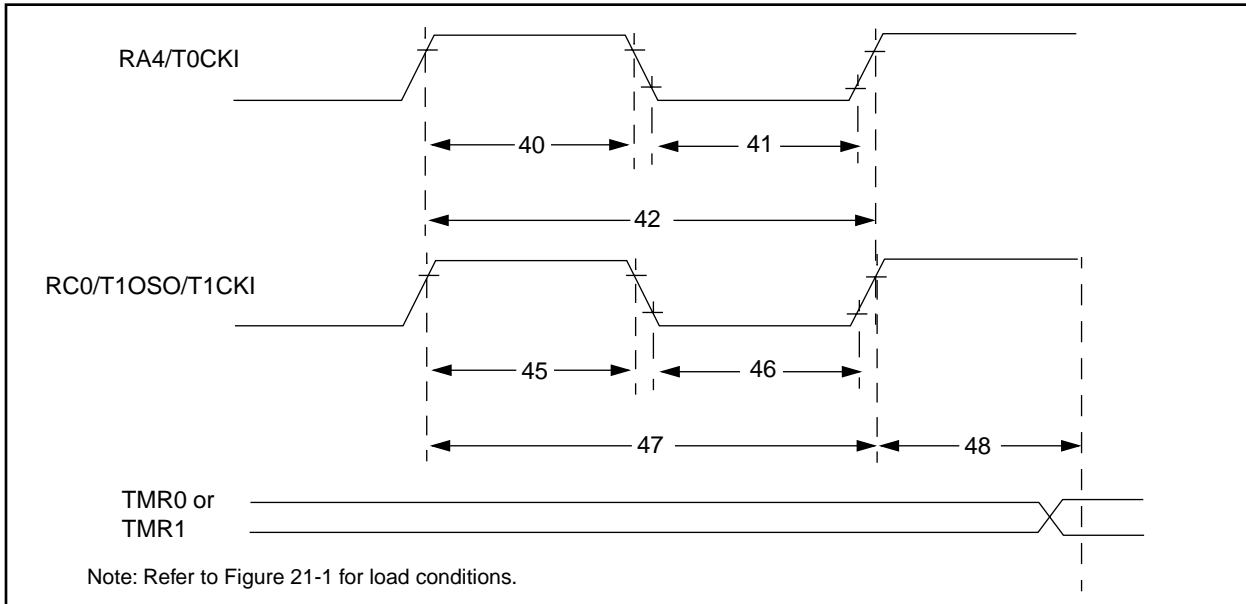 RA4/T0CKI
40
41
42
RC0/T1OSO/T1CKI
45
46
47
48
TMR0 or
TMR1
Note: Refer to Figure 21-1 for load conditions.